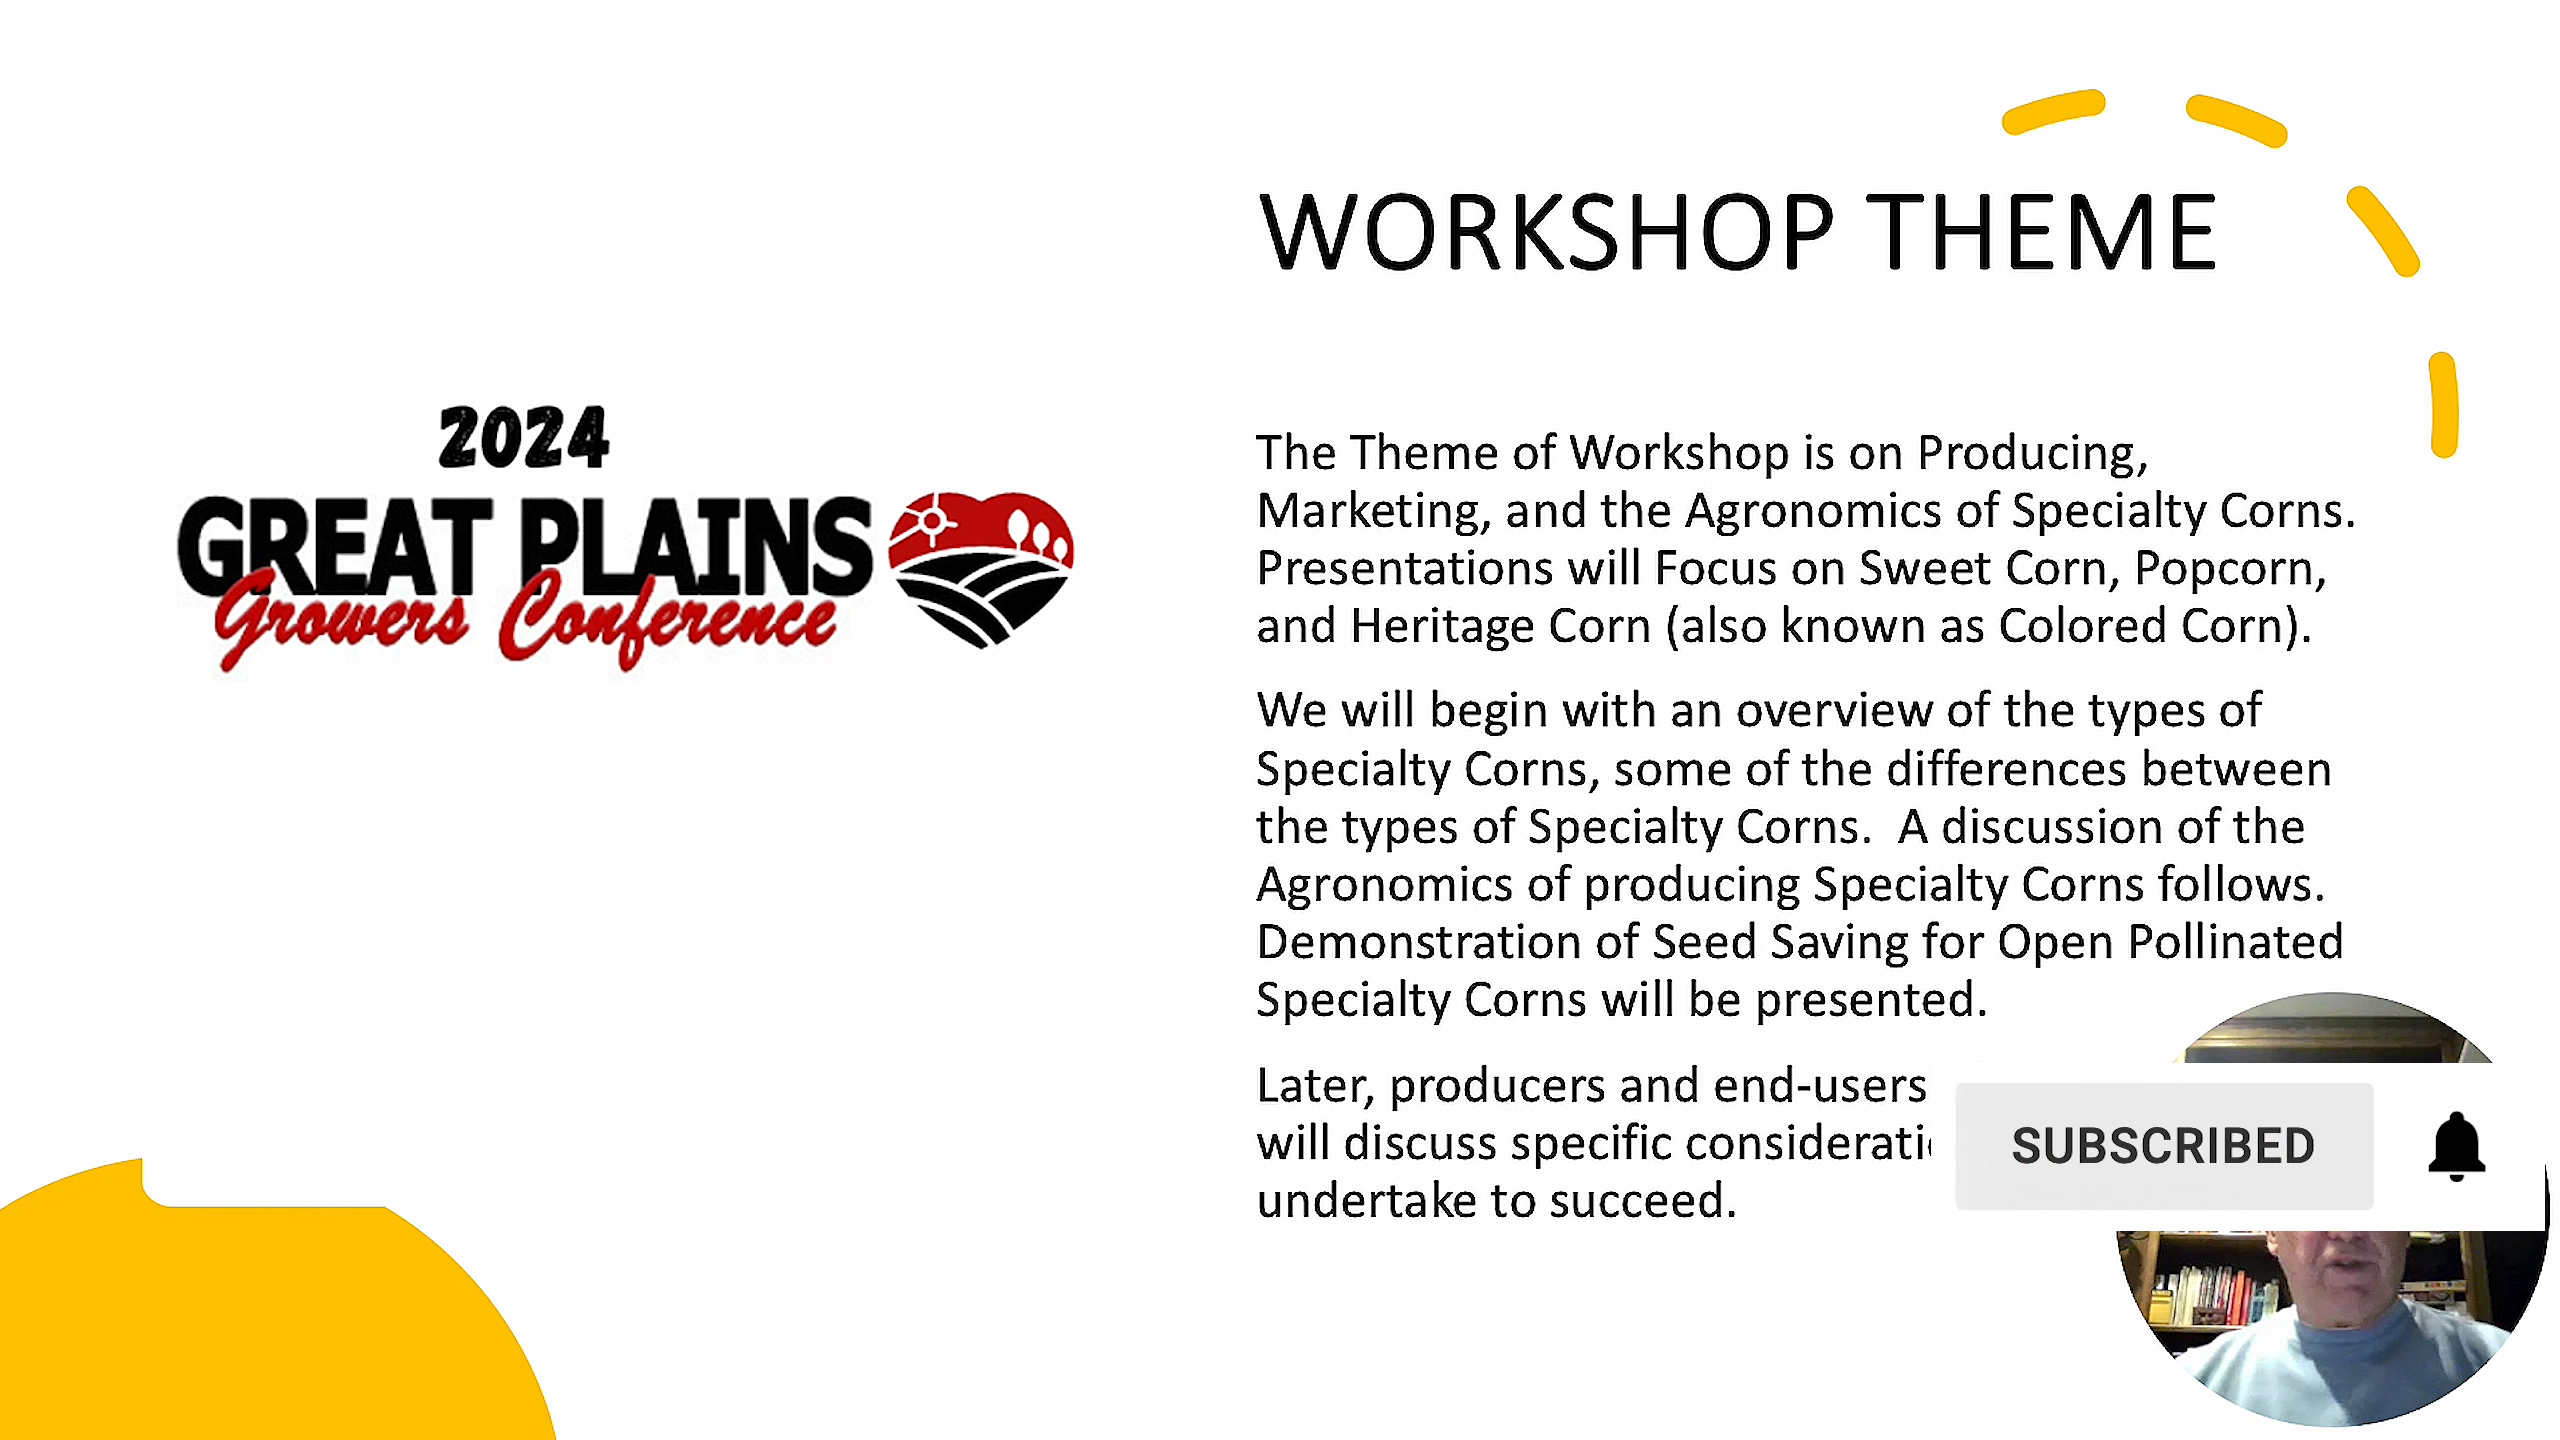 WORKSHOP THEME
2024
GREAT PLAINS
Growers Conference
The Theme of Workshop is on Producing,
Marketing, and the Agronomics of Specialty Corns.
Presentations will Focus on Sweet Corn, Popcorn,
and Heritage Corn (also known as Colored Corn).
We will begin with an overview of the types of
Specialty Corns, some of the differences between
the types of Specialty Corns.  A discussion of the
Agronomics of producing Specialty Corns follows.
Demonstration of Seed Saving for Open Pollinated
Specialty Corns will be presented.
Later, producers and end-users
will discuss specific
undertake to succeed.
SUBSCRIBED